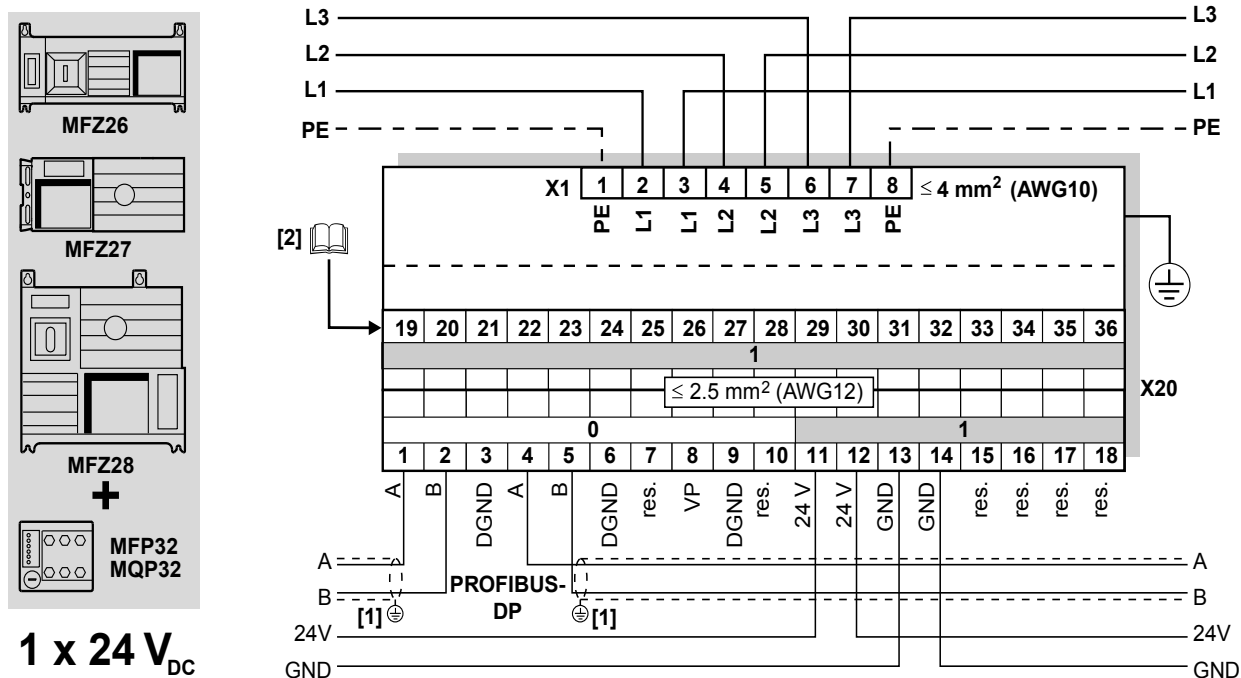 L3 L3
L2 L2
L1 L1
PE PE
MFZ26
X1 1 2 3 4 5 6 7 8 ≤ 4 mm² (AWG10)
PE L1 L1 L2 L2 L3 L3 PE
MFZ27
[2]
19 20 21 22 23 24 25 26 27 28 29 30 31 32 33 34 35 36
1
≤ 2.5 mm² (AWG12) X20
0 1
1 2 3 4 5 6 7 8 9 10 11 12 13 14 15 16 17 18
MFZ28
+
A B DGND A B DGND res. VP DGND res. 24 V 24 V GND GND res. res. res. res.
MFP32
MQP32
A A
PROFIBUS-
DP
B B
[1] [1]
24V 24V
GND GND
1 x 24 V DC